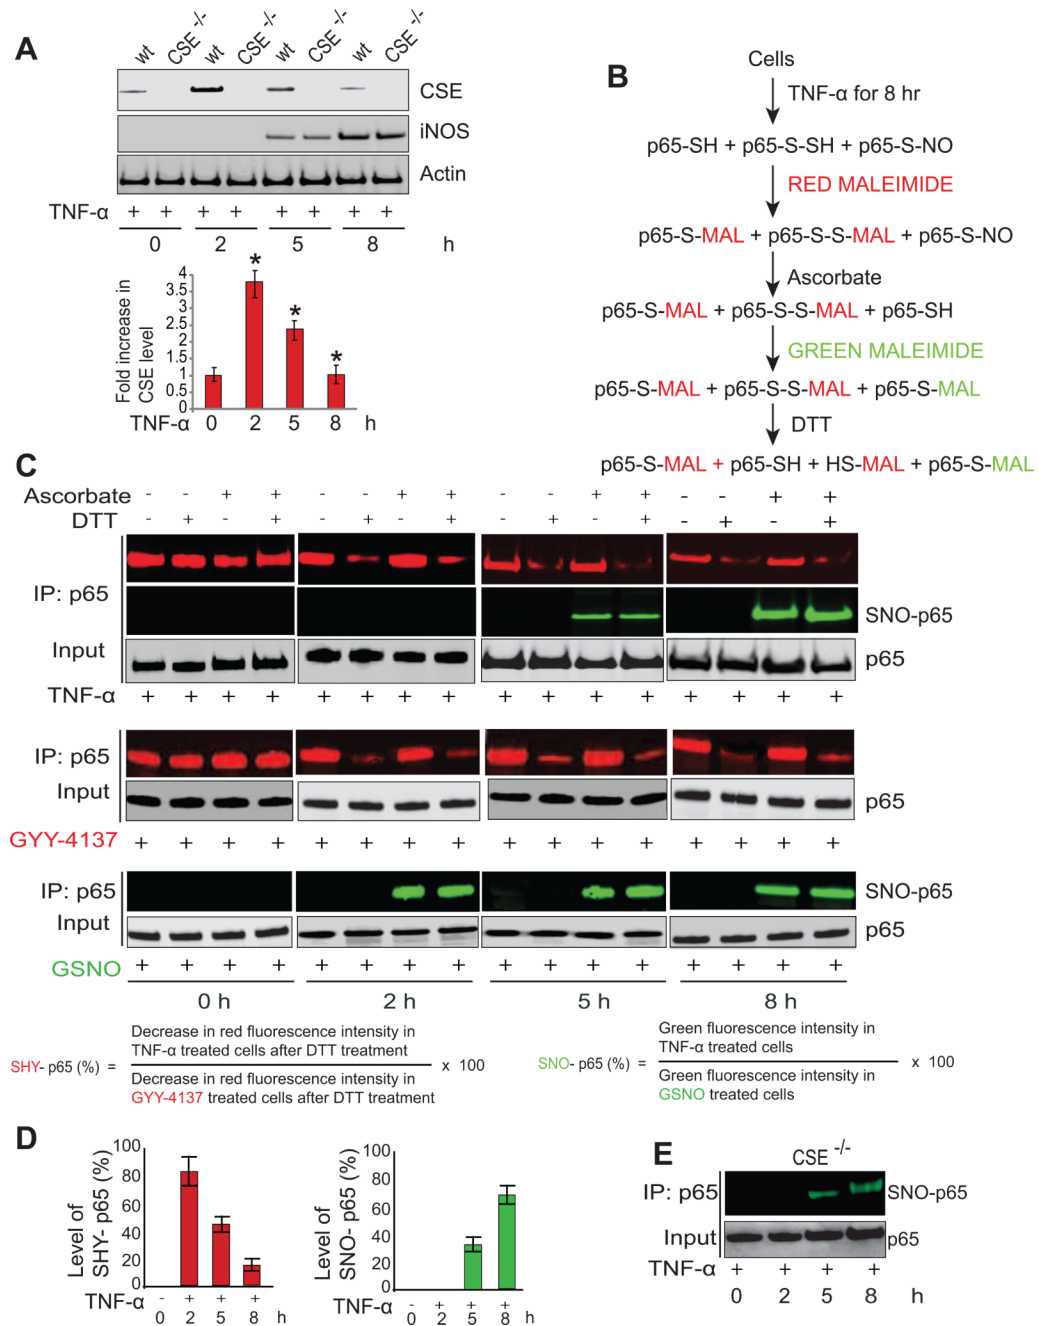 A
wt CSE -/- wt CSE -/- wt CSE -/- wt CSE -/-
CSE
iNOS
Actin
TNF-α + + + + + + + +
0 2 5 8 h
Fold increase in
CSE level
4
3.5
3
2.5
2
1.5
1
0.5
0
* * *
TNF-α 0 2 5 8 h
B
Cells
TNF-α for 8 hr
p65-SH + p65-S-SH + p65-S-NO
RED MALEIMIDE
p65-S-MAL + p65-S-S-MAL + p65-S-NO
Ascorbate
p65-S-MAL + p65-S-S-MAL + p65-SH
GREEN MALEIMIDE
p65-S-MAL + p65-S-S-MAL + p65-S-MAL
DTT
p65-S-MAL + p65-SH + HS-MAL + p65-S-MAL
C
Ascorbate - - + + - - + + - - + + - - + +
DTT - + - + - + - + - + - + - + - +
IP: p65
SNO-p65
Input
p65
TNF-α + + + + + + + + + + + + + + + +
IP: p65
Input
p65
GYY-4137 + + + + + + + + + + + + + + + +
IP: p65
SNO-p65
Input
p65
GSNO + + + + + + + + + + + + + + + +
0 h 2 h 5 h 8 h
SHY- p65 (%) =
Decrease in red fluorescence intensity in
TNF-α treated cells after DTT treatment
Decrease in red fluorescence intensity in
GYY-4137 treated cells after DTT treatment
x 100
SNO- p65 (%) =
Green fluorescence intensity in
TNF-α treated cells
Green fluorescence intensity in
GSNO treated cells
x 100
D
Level of
SHY- p65 (%)
100
80
60
40
20
0
TNF-α - + + +
0 2 5 8 h
Level of
SNO- p65 (%)
100
80
60
40
20
0
TNF-α - + + +
0 2 5 8 h
E
CSE -/-
IP: p65
SNO-p65
Input
p65
TNF-α + + + +
0 2 5 8 h